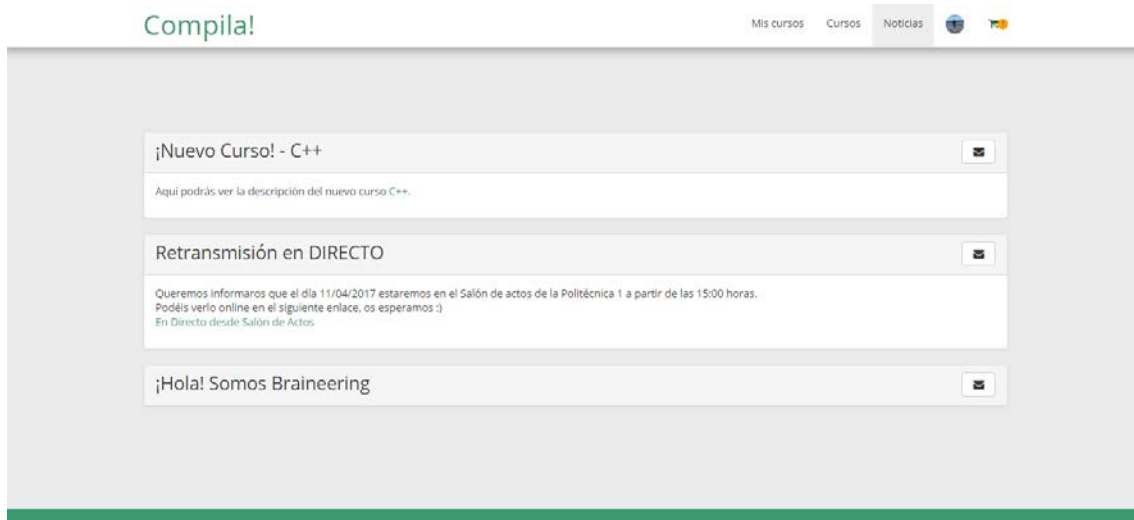 Compila!
Mis cursos Cursos Noticias
¡Nuevo Curso! - C++
Aquí podrás ver la descripción del nuevo curso C++.
Retransmisión en DIRECTO
Queremos informaros que el día 11/04/2017 estaremos en el Salón de actos de la Politécnica 1 a partir de las 15:00 horas.
Podéis verlo online en el siguiente enlace, os esperamos :)
En Directo desde Salón de Actos
¡Hola! Somos Braineering